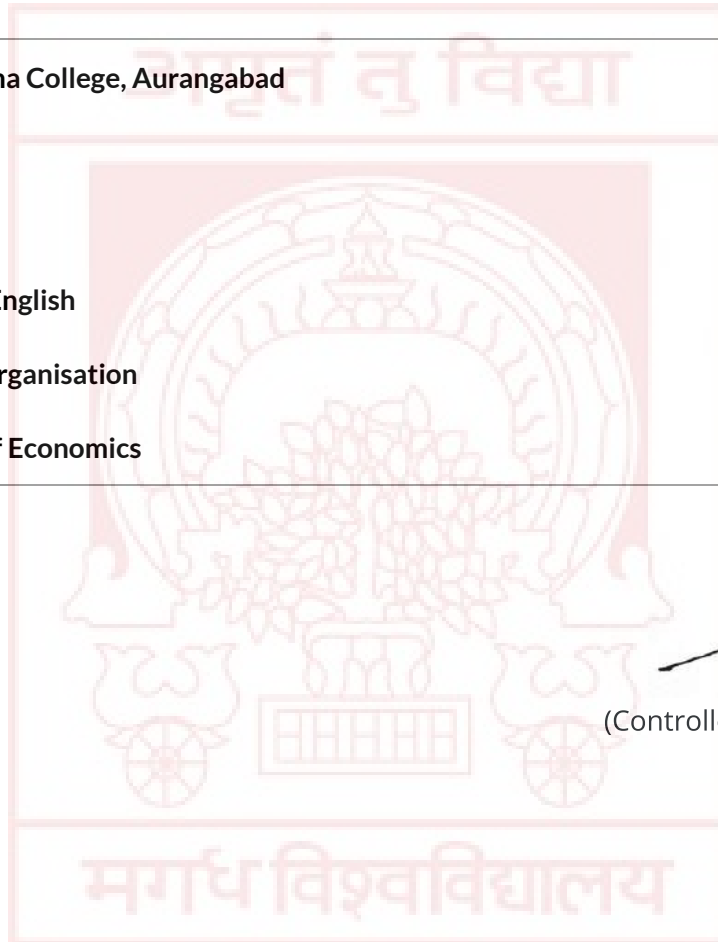 अमृतं तु विद्या
na College, Aurangabad
English
rganisation
f Economics
(Controll
मगध विश्वविद्यालय